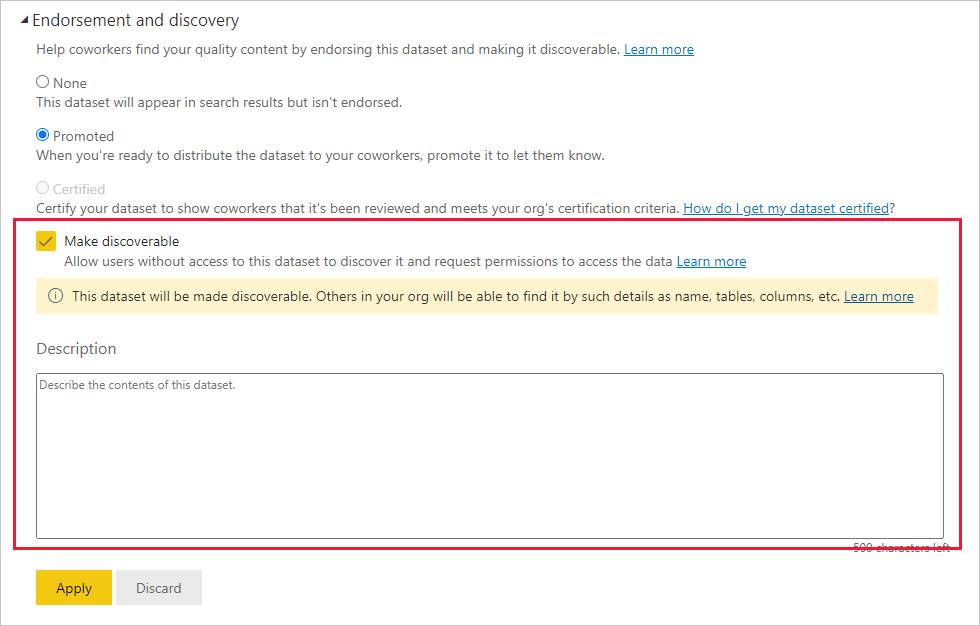 Endorsement and discovery
Help coworkers find your quality content by endorsing this dataset and making it discoverable. Learn more
None
This dataset will appear in search results but isn't endorsed.
Promoted
When you're ready to distribute the dataset to your coworkers, promote it to let them know.
Certified
Certify your dataset to show coworkers that it's been reviewed and meets your org's certification criteria. How do I get my dataset certified?
Make discoverable
Allow users without access to this dataset to discover it and request permissions to access the data Learn more
This dataset will be made discoverable. Others in your org will be able to find it by such details as name, tables, columns, etc. Learn more
Description
Describe the contents of this dataset.
500 characters left
Apply Discard